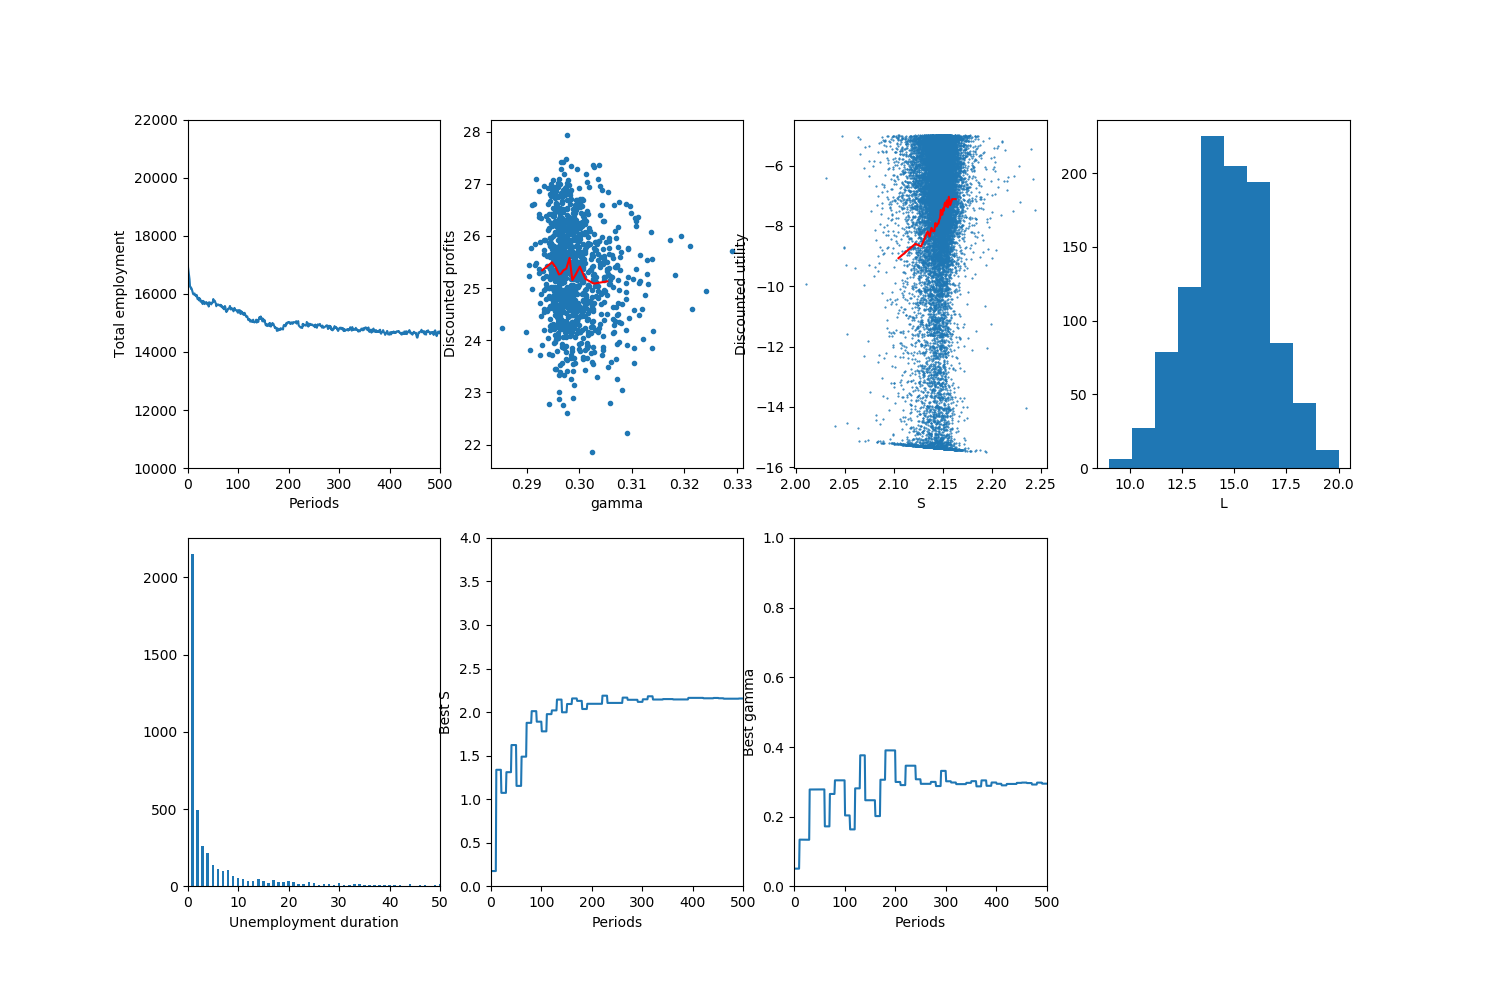 22000
20000
18000
16000
14000
12000
10000
Total employment
0 100 200 300 400 500
Periods
28
27
26
25
24
23
22
Discounted profits
0.29 0.30 0.31 0.32 0.33
gamma
−6
−8
−10
−12
−14
−16
Discounted utility
2.00 2.05 2.10 2.15 2.20 2.25
S
200
150
100
50
0
10.0 12.5 15.0 17.5 20.0
L
2000
1500
1000
500
0
0 10 20 30 40 50
Unemployment duration
4.0
3.5
3.0
2.5
2.0
1.5
1.0
0.5
0.0
Best S
0 100 200 300 400 500
Periods
1.0
0.8
0.6
0.4
0.2
0.0
Best gamma
0 100 200 300 400 500
Periods